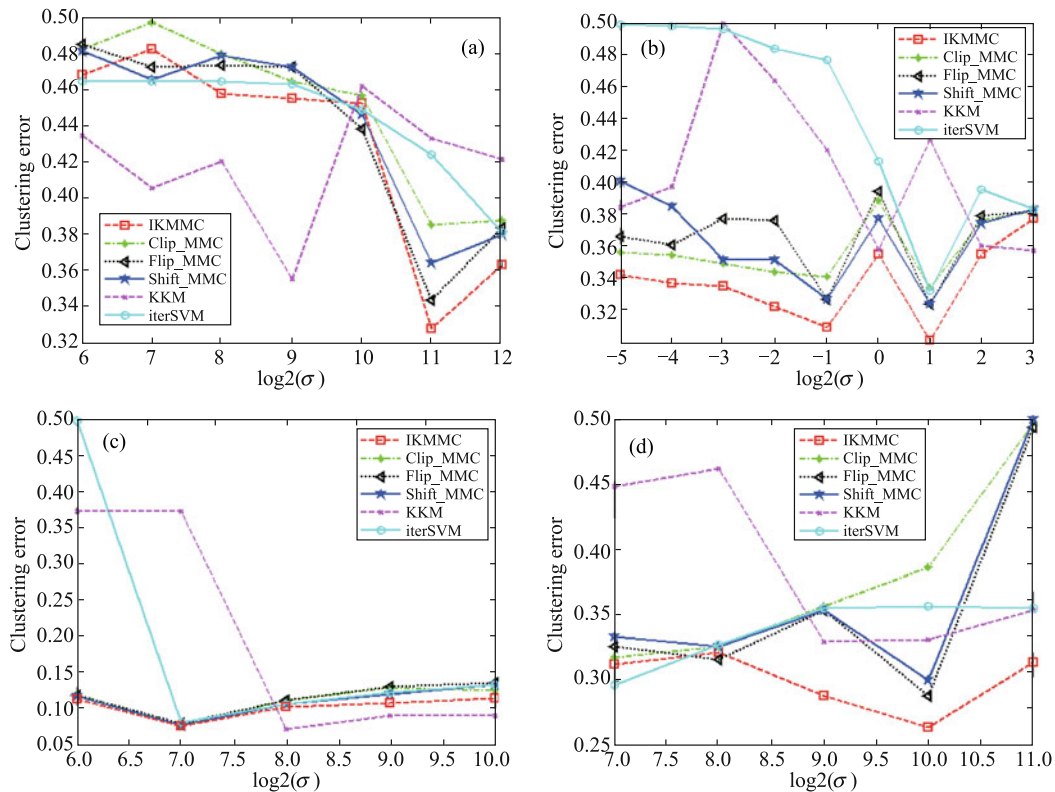 0.50
0.48
0.46
0.44
0.42
0.40
0.38
0.36
0.34
0.32
Clustering error
(a)
IKMMC
Clip_MMC
Flip_MMC
Shift_MMC
KKM
iterSVM
6 7 8 9 10 11 12
log2(σ)
0.50
0.48
0.46
0.44
0.42
0.40
0.38
0.36
0.34
0.32
Clustering error
(b)
IKMMC
Clip_MMC
Flip_MMC
Shift_MMC
KKM
iterSVM
−5 −4 −3 −2 −1 0 1 2 3
log2(σ)
0.50
0.45
0.40
0.35
0.30
0.25
0.20
0.15
0.10
0.05
Clustering error
(c)
IKMMC
Clip_MMC
Flip_MMC
Shift_MMC
KKM
iterSVM
6.0 6.5 7.0 7.5 8.0 8.5 9.0 9.5 10.0
log2(σ)
0.50
0.45
0.40
0.35
0.30
0.25
Clustering error
(d)
IKMMC
Clip_MMC
Flip_MMC
Shift_MMC
KKM
iterSVM
7.0 7.5 8.0 8.5 9.0 9.5 10.0 10.5 11.0
log2(σ)